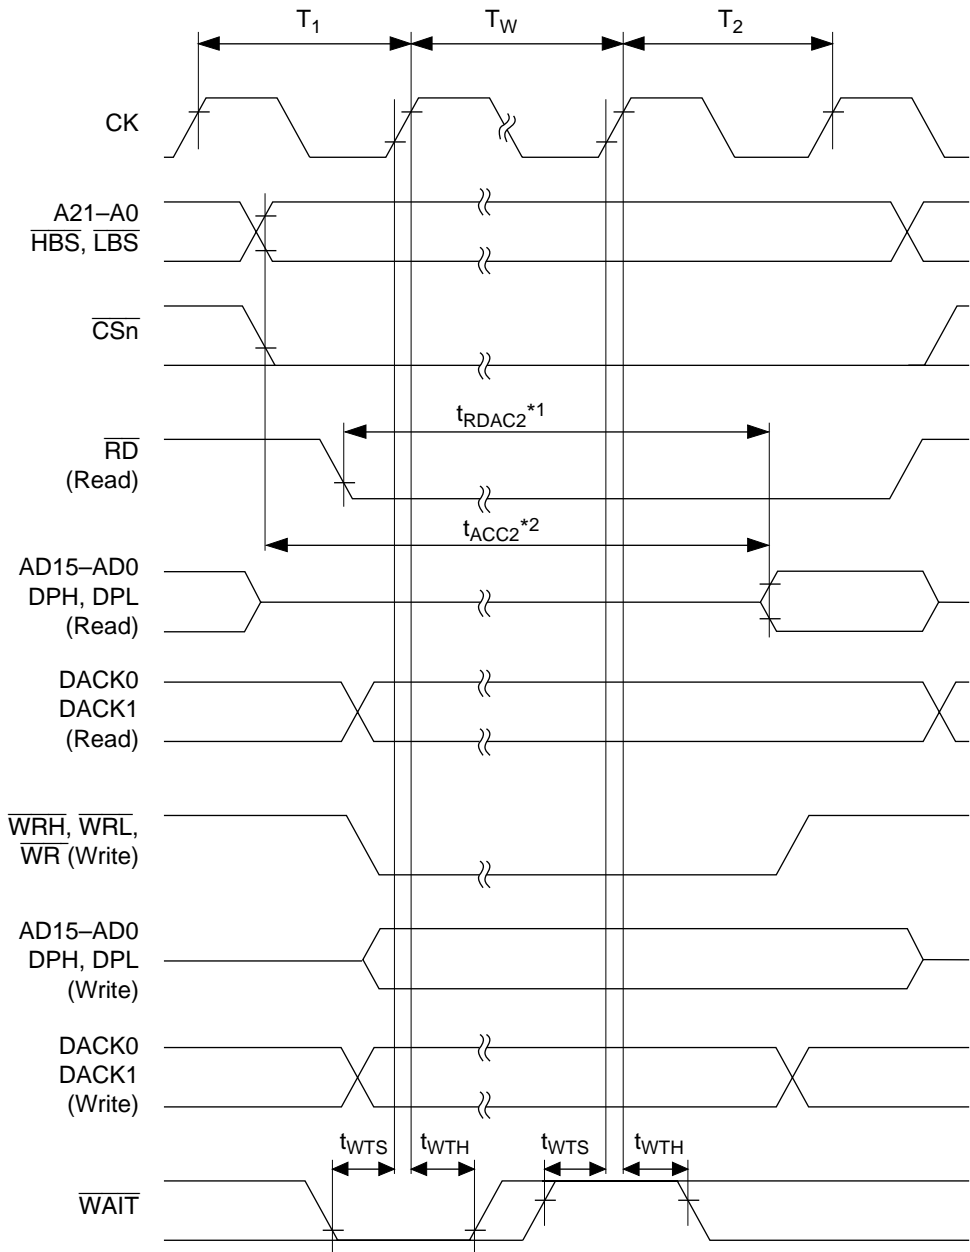 T1 TW T2
CK
A21–A0
HBS, LBS
CSn
tRDAC2*1
RD
(Read)
tACC2*2
AD15–AD0
DPH, DPL
(Read)
DACK0
DACK1
(Read)
WRH, WRL,
WR (Write)
AD15–AD0
DPH, DPL
(Write)
DACK0
DACK1
(Write)
tWTS tWTH tWTS tWTH
WAIT